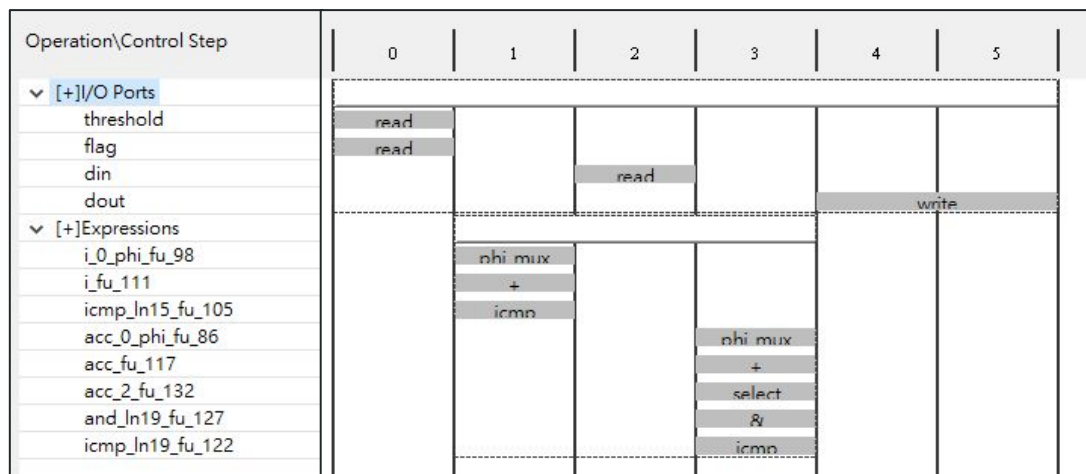 Operation\Control Step 0 1 2 3 4 5
[+]I/O Ports
threshold read
flag read
din read
dout write
[+]Expressions
i_0_phi_fu_98 phi_mux
i_fu_111 +
icmp_ln15_fu_105 icmp
acc_0_phi_fu_86 phi_mux
acc_fu_117 +
acc_2_fu_132 select
and_ln19_fu_127 &
icmp_ln19_fu_122 icmp